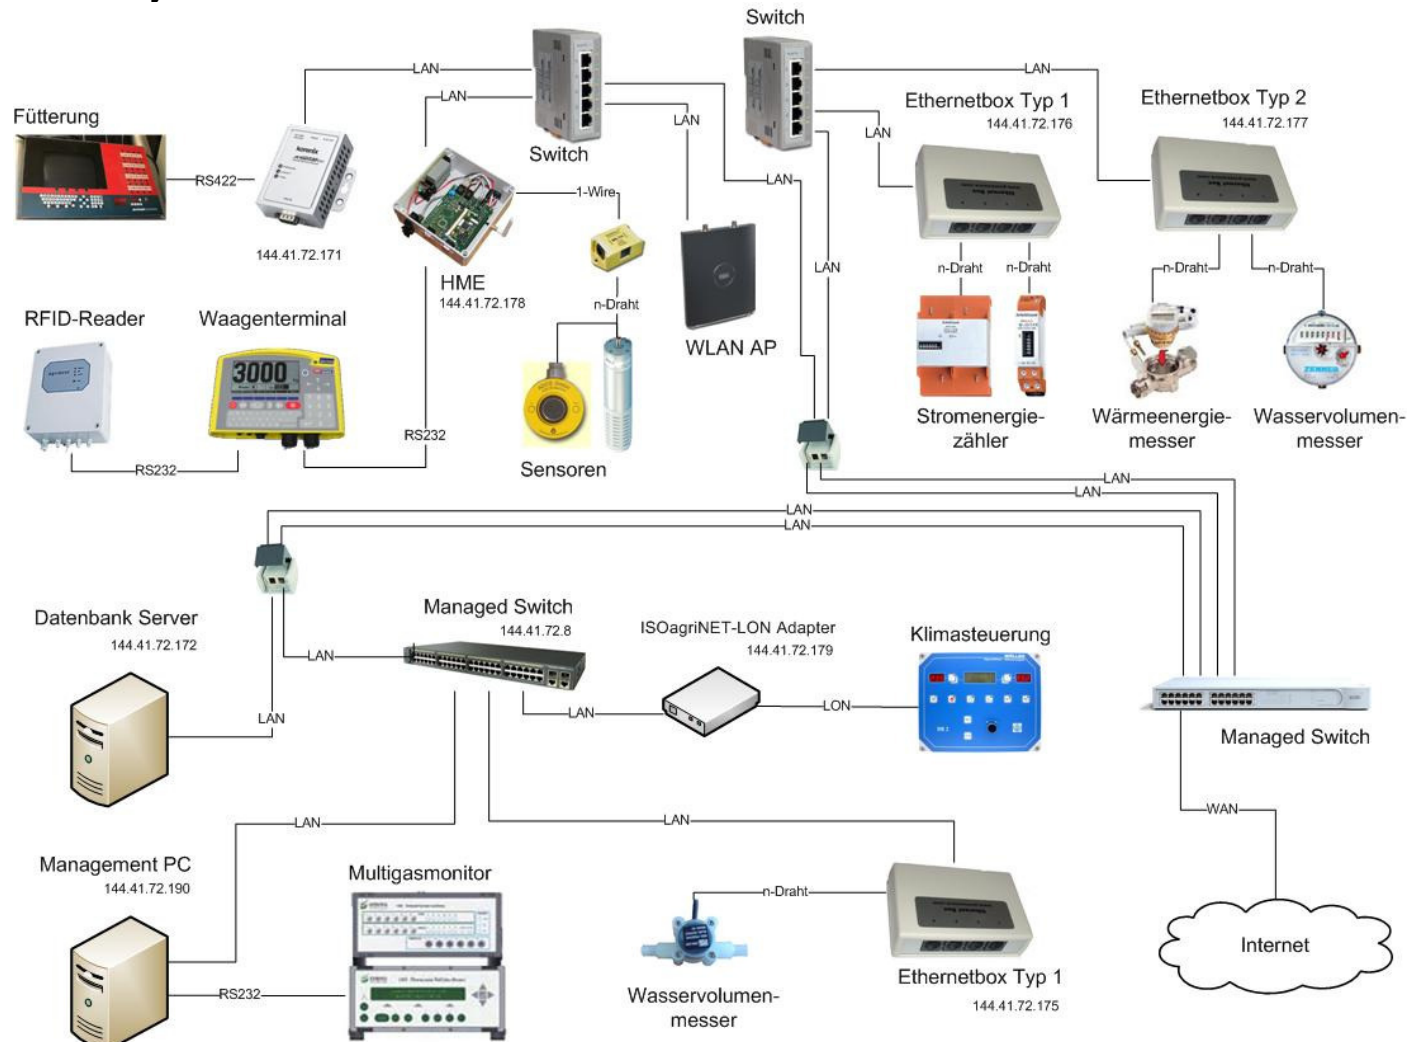 Switch
Switch
LAN
LAN
LAN
LAN
LAN
LAN
LAN
LAN
Fütterung
RS422
144.41.72.171
Ethernetbox Typ 1
144.41.72.176
Ethernetbox Typ 2
144.41.72.177
1-Wire
HME
144.41.72.178
n-Draht
n-Draht
n-Draht
n-Draht
n-Draht
RFID-Reader
Waagenterminal
3000
WLAN AP
RS232
RS232
Sensoren
Stromenergie-
zähler
Wärmeenergie-
messer
Wasservolumen-
messer
ZENNER
LAN
LAN
LAN
LAN
Datenbank Server
144.41.72.172
LAN
LAN
Managed Switch
144.41.72.8
ISOagriNET-LON Adapter
144.41.72.179
LAN
LON
Klimasteuerung
Managed Switch
WAN
Internet
LAN
LAN
Management PC
144.41.72.190
Multigasmonitor
RS232
n-Draht
Wasservolumen-
messer
Ethernetbox Typ 1
144.41.72.175